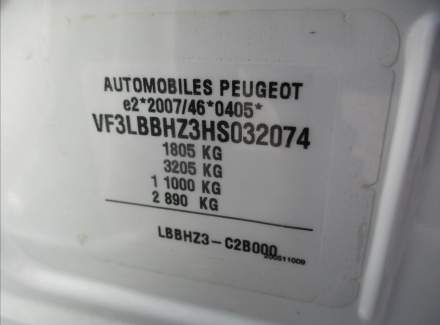 AUTOMOBILES PEUGEOT
e2*2007/46*0405*
VF3LBBHZ3HS032074
1805 KG
3205 KG
1 1000 KG
2 890 KG
LBBHZ3-C2B000